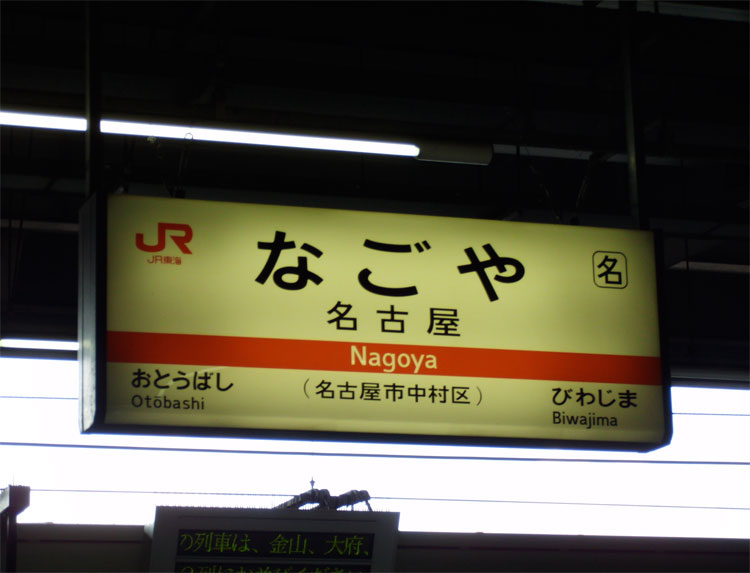 JR
JR東海
なごや
名
名古屋
Nagoya
おとうばし
Otōbashi
(名古屋市中村区)
びわじま
Biwajima
の列車は、金山、大府、